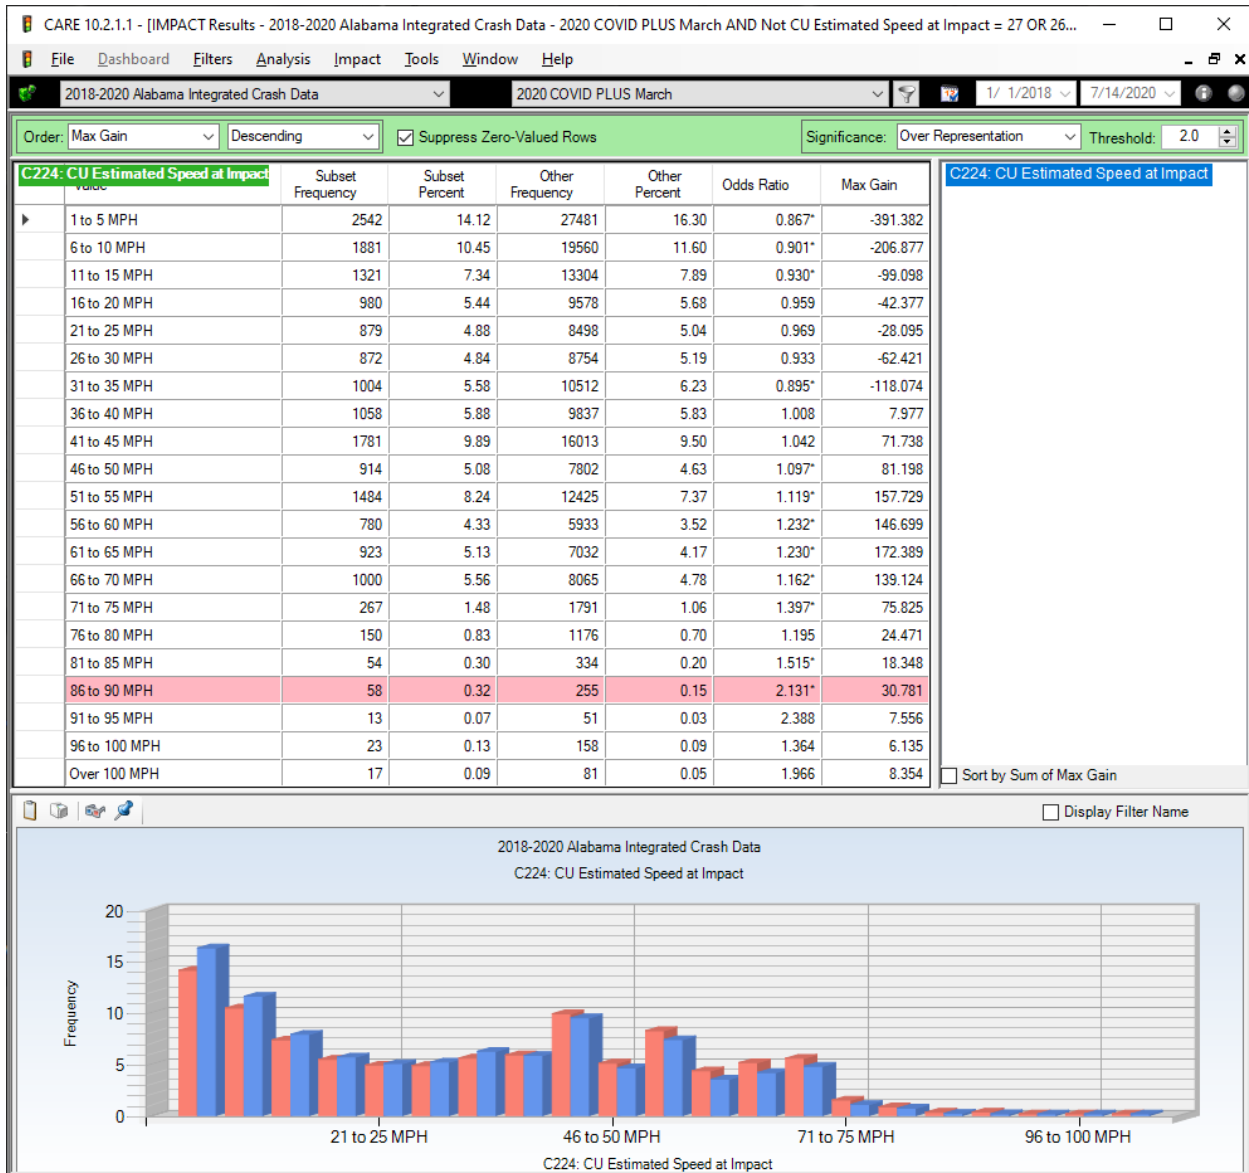 CARE 10.2.1.1 - [IMPACT Results - 2018-2020 Alabama Integrated Crash Data - 2020 COVID PLUS March AND Not CU Estimated Speed at Impact = 27 OR 26...
File Dashboard Filters Analysis Impact Tools Window Help
2018-2020 Alabama Integrated Crash Data 2020 COVID PLUS March 1/ 1/2018 7/14/2020
Order: Max Gain Descending Suppress Zero-Valued Rows Significance: Over Representation Threshold: 2.0
C224: CU Estimated Speed at Impact Subset Frequency Subset Percent Other Frequency Other Percent Odds Ratio Max Gain C224: CU Estimated Speed at Impact
1 to 5 MPH 2542 14.12 27481 16.30 0.867* -391.382
6 to 10 MPH 1881 10.45 19560 11.60 0.901* -206.877
11 to 15 MPH 1321 7.34 13304 7.89 0.930* -99.098
16 to 20 MPH 980 5.44 9578 5.68 0.959 -42.377
21 to 25 MPH 879 4.88 8498 5.04 0.969 -28.095
26 to 30 MPH 872 4.84 8754 5.19 0.933 -62.421
31 to 35 MPH 1004 5.58 10512 6.23 0.895* -118.074
36 to 40 MPH 1058 5.88 9837 5.83 1.008 7.977
41 to 45 MPH 1781 9.89 16013 9.50 1.042 71.738
46 to 50 MPH 914 5.08 7802 4.63 1.097* 81.198
51 to 55 MPH 1484 8.24 12425 7.37 1.119* 157.729
56 to 60 MPH 780 4.33 5933 3.52 1.232* 146.699
61 to 65 MPH 923 5.13 7032 4.17 1.230* 172.389
66 to 70 MPH 1000 5.56 8065 4.78 1.162* 139.124
71 to 75 MPH 267 1.48 1791 1.06 1.397* 75.825
76 to 80 MPH 150 0.83 1176 0.70 1.195 24.471
81 to 85 MPH 54 0.30 334 0.20 1.515* 18.348
86 to 90 MPH 58 0.32 255 0.15 2.131* 30.781
91 to 95 MPH 13 0.07 51 0.03 2.388 7.556
96 to 100 MPH 23 0.13 158 0.09 1.364 6.135
Over 100 MPH 17 0.09 81 0.05 1.966 8.354
Sort by Sum of Max Gain
Display Filter Name
2018-2020 Alabama Integrated Crash Data
C224: CU Estimated Speed at Impact
Frequency
20
15
10
5
0
21 to 25 MPH 46 to 50 MPH 71 to 75 MPH 96 to 100 MPH
C224: CU Estimated Speed at Impact